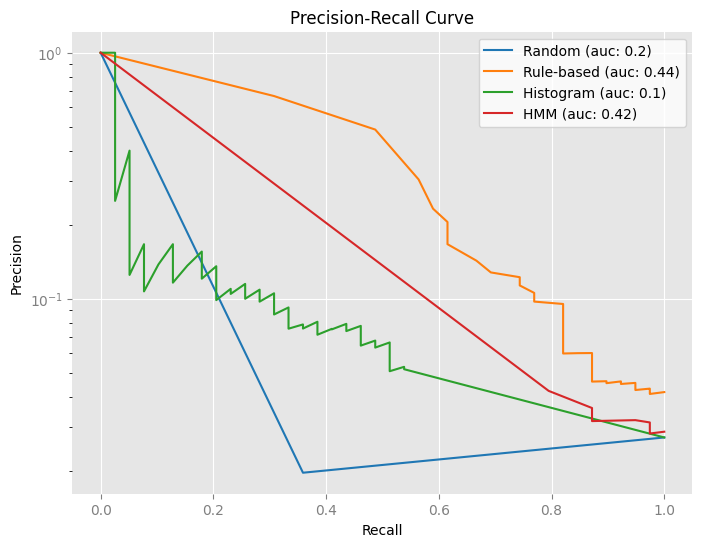 Precision-Recall Curve
Random (auc: 0.2)
Rule-based (auc: 0.44)
Histogram (auc: 0.1)
HMM (auc: 0.42)
Precision
10⁰
10⁻¹
0.0 0.2 0.4 0.6 0.8 1.0
Recall